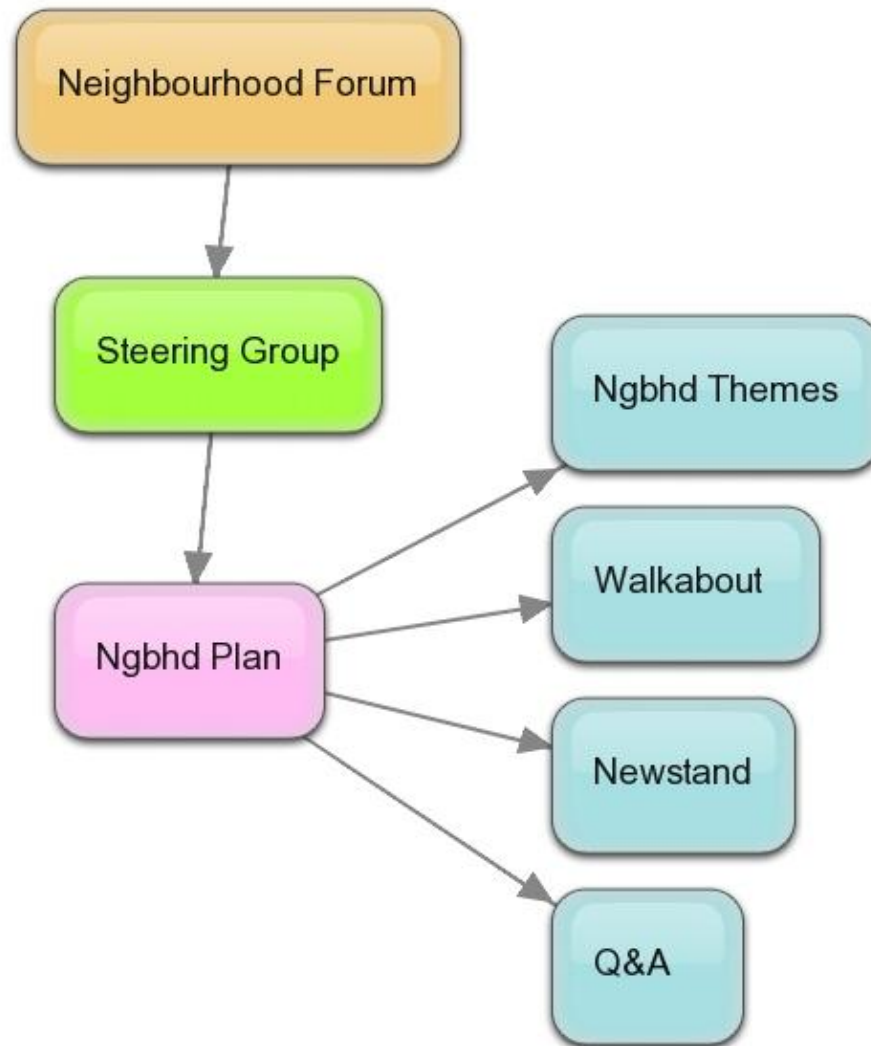 Neighbourhood Forum
Steering Group
Ngbhd Themes
Walkabout
Ngbhd Plan
Newstand
Q&A